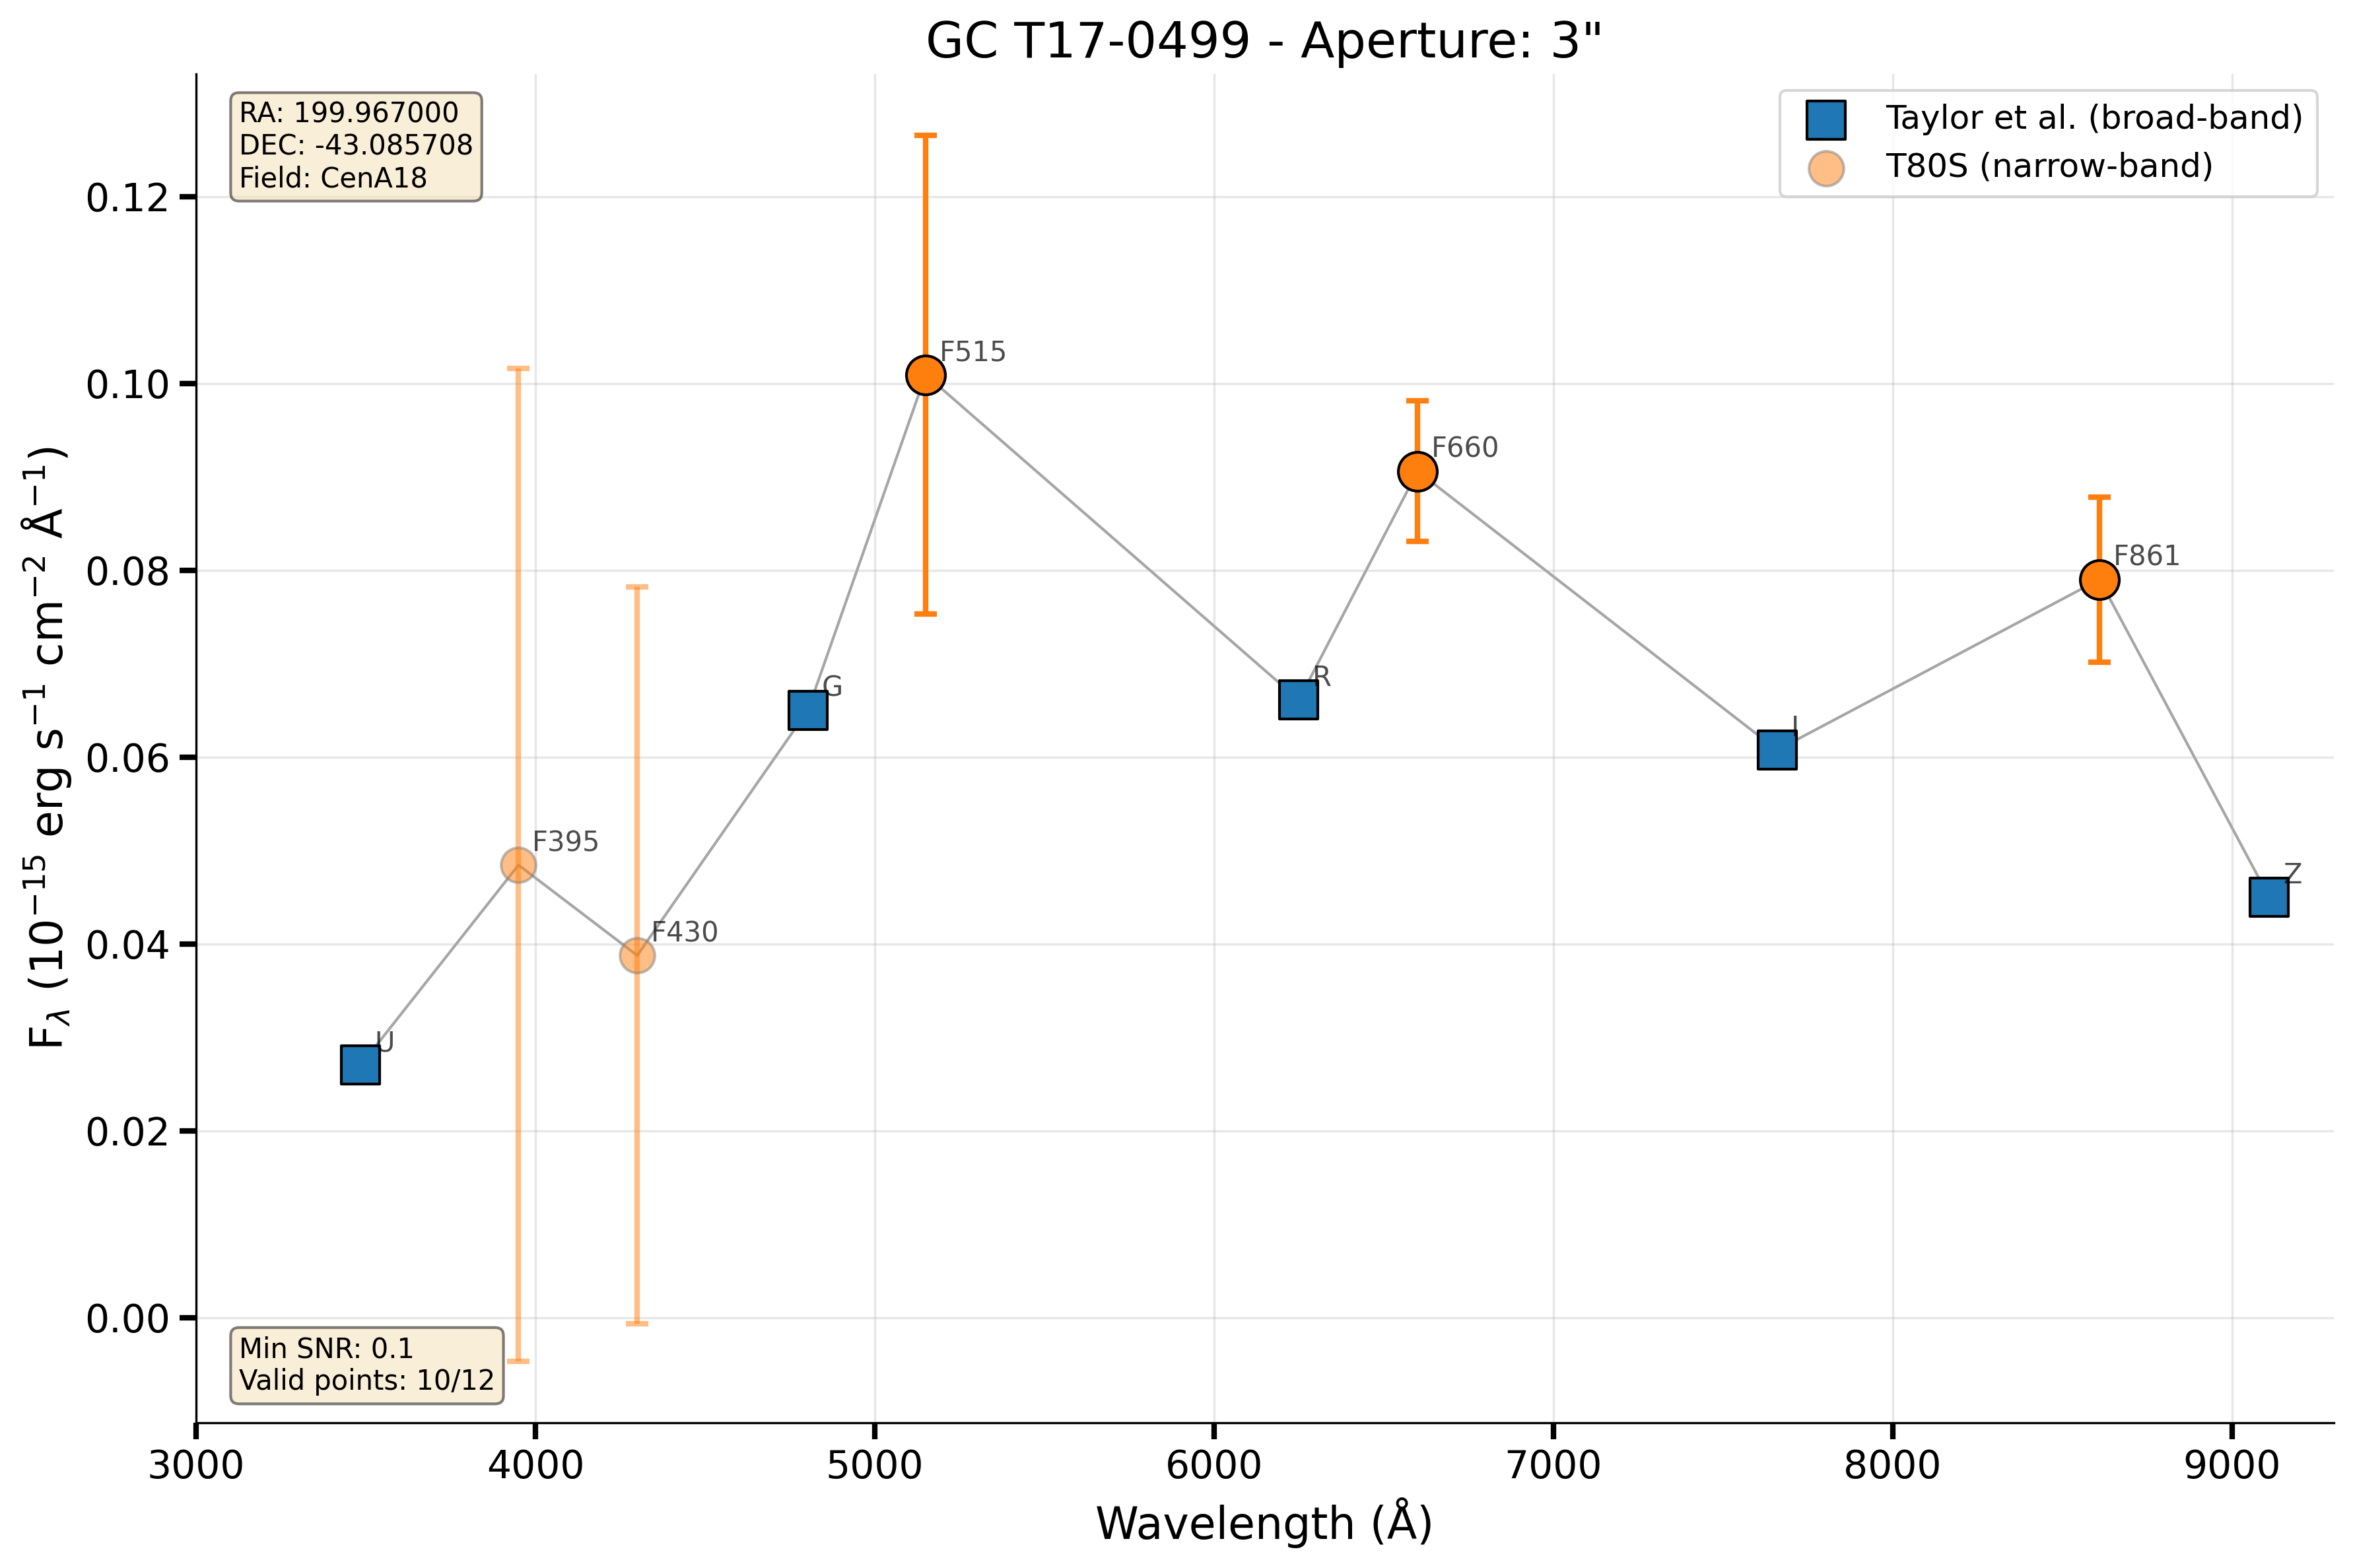 GC T17-0499 - Aperture: 3"
RA: 199.967000
DEC: -43.085708
Field: CenA18
Taylor et al. (broad-band)
T80S (narrow-band)
F$_{\lambda}$ (10$^{-15}$ erg s$^{-1}$ cm$^{-2}$ Å$^{-1}$)
0.12
0.10
0.08
0.06
0.04
0.02
0.00
U
F395
F430
G
F515
R
F660
I
F861
Z
Min SNR: 0.1
Valid points: 10/12
3000 4000 5000 6000 7000 8000 9000
Wavelength (Å)